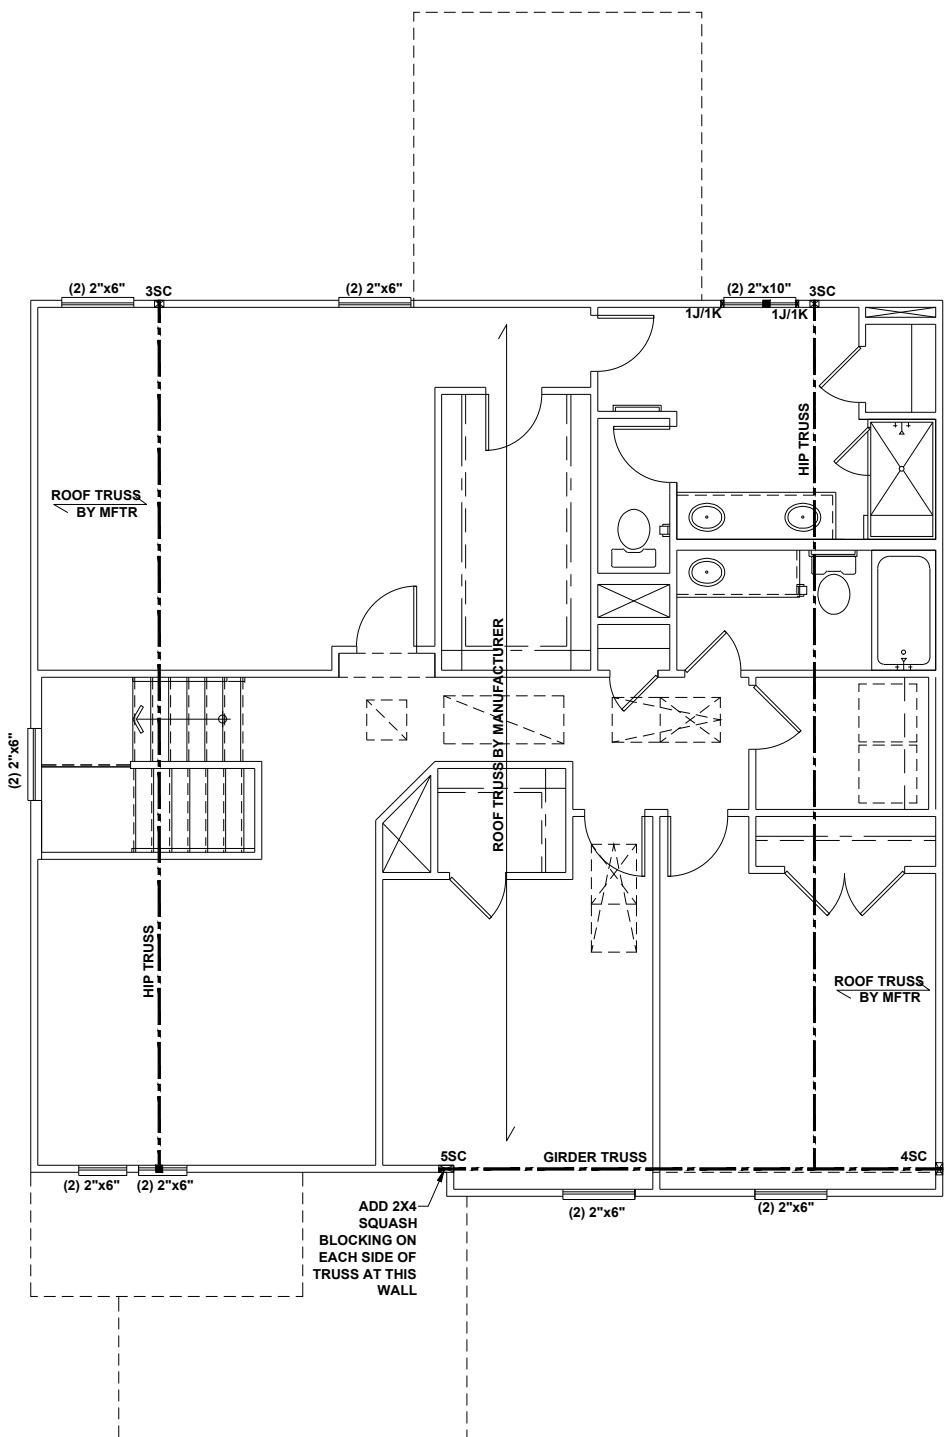 (2) 2"x6"
3SC
(2) 2"x6"
(2) 2"x10"
3SC
1J/1K
1J/1K
HIP TRUSS
ROOF TRUSS
BY MFTR
ROOF TRUSS BY MANUFACTURER
(2) 2"x6"
HIP TRUSS
ROOF TRUSS
BY MFTR
5SC
GIRDER TRUSS
4SC
(2) 2"x6"
(2) 2"x6"
(2) 2"x6"
(2) 2"x6"
ADD 2X4
SQUASH
BLOCKING ON
EACH SIDE OF
TRUSS AT THIS
WALL